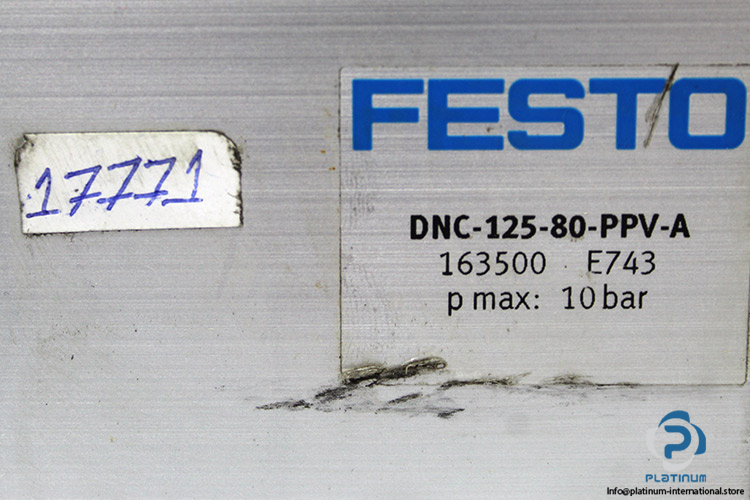 17771
FESTO
DNC-125-80-PPV-A
163500 E743
p max: 10 bar
PLATINUM
Info@platinum-international.store